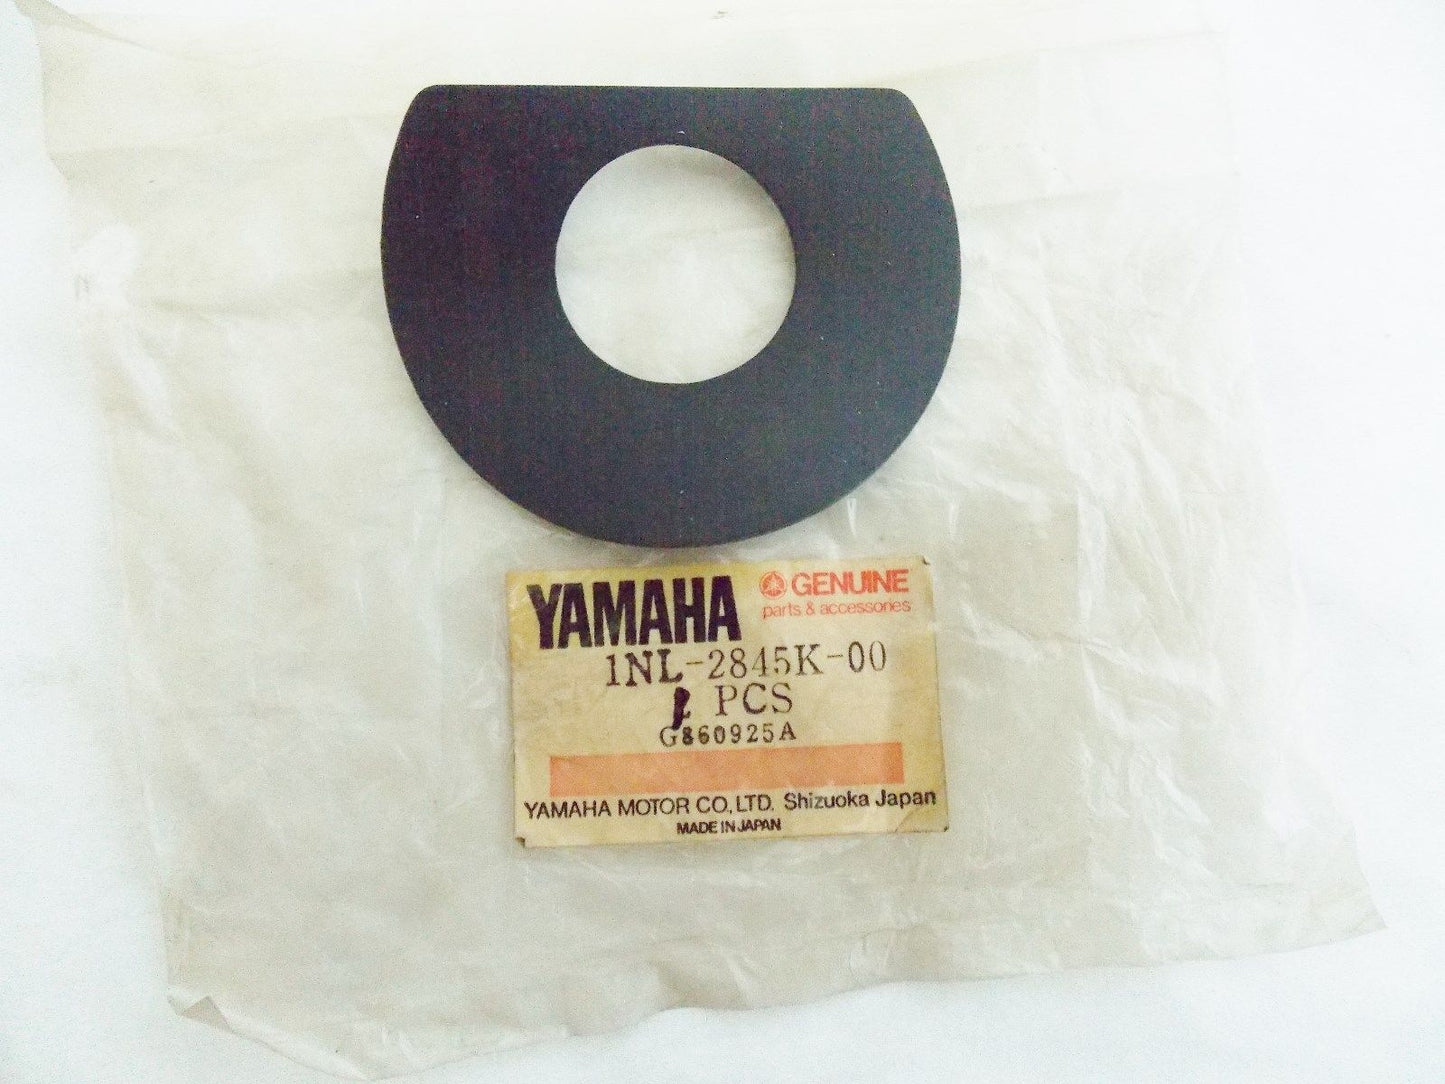 YAMAHA
GENUINE
parts & accessories
1NL-2845K-00
1 PCS
G860925A
YAMAHA MOTOR CO., LTD. Shizuoka Japan
MADE IN JAPAN